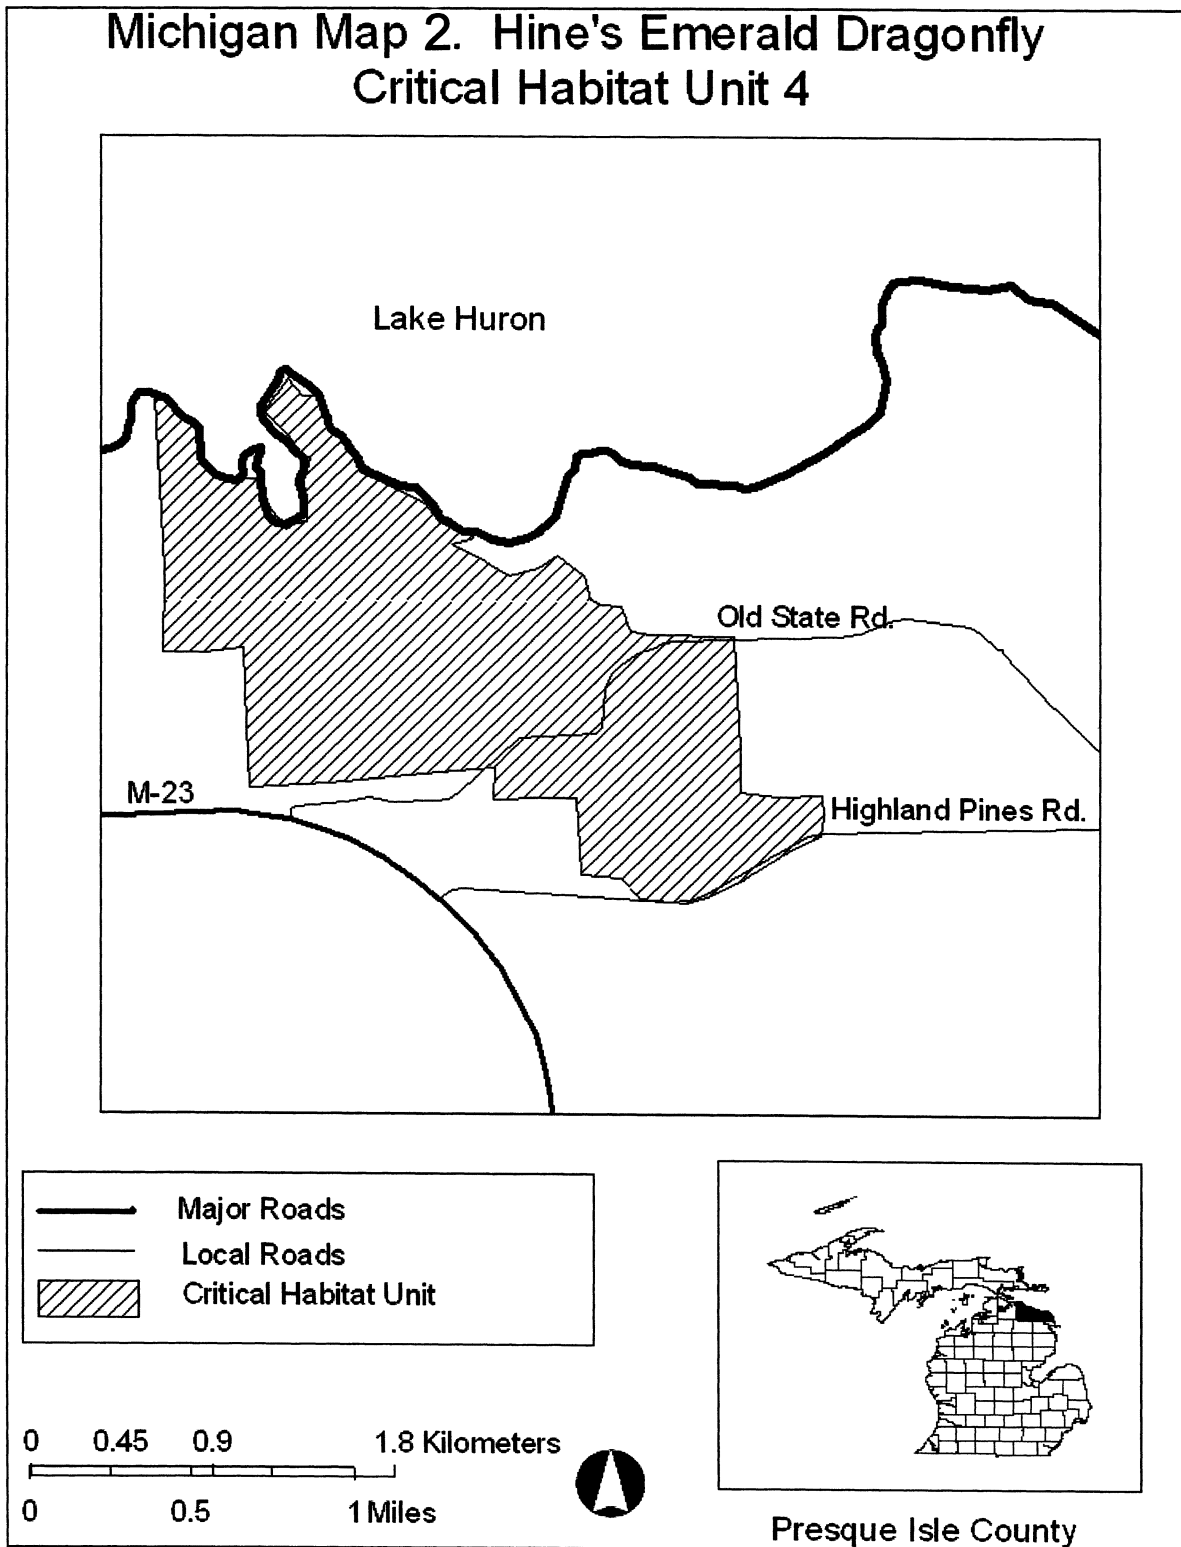 Michigan Map 2.  Hine's Emerald Dragonfly
Critical Habitat Unit 4
Lake Huron
Old State Rd.
M-23
Highland Pines Rd.
Major Roads
Local Roads
Critical Habitat Unit
0 0.45 0.9 1.8 Kilometers
0 0.5 1 Miles
Presque Isle County